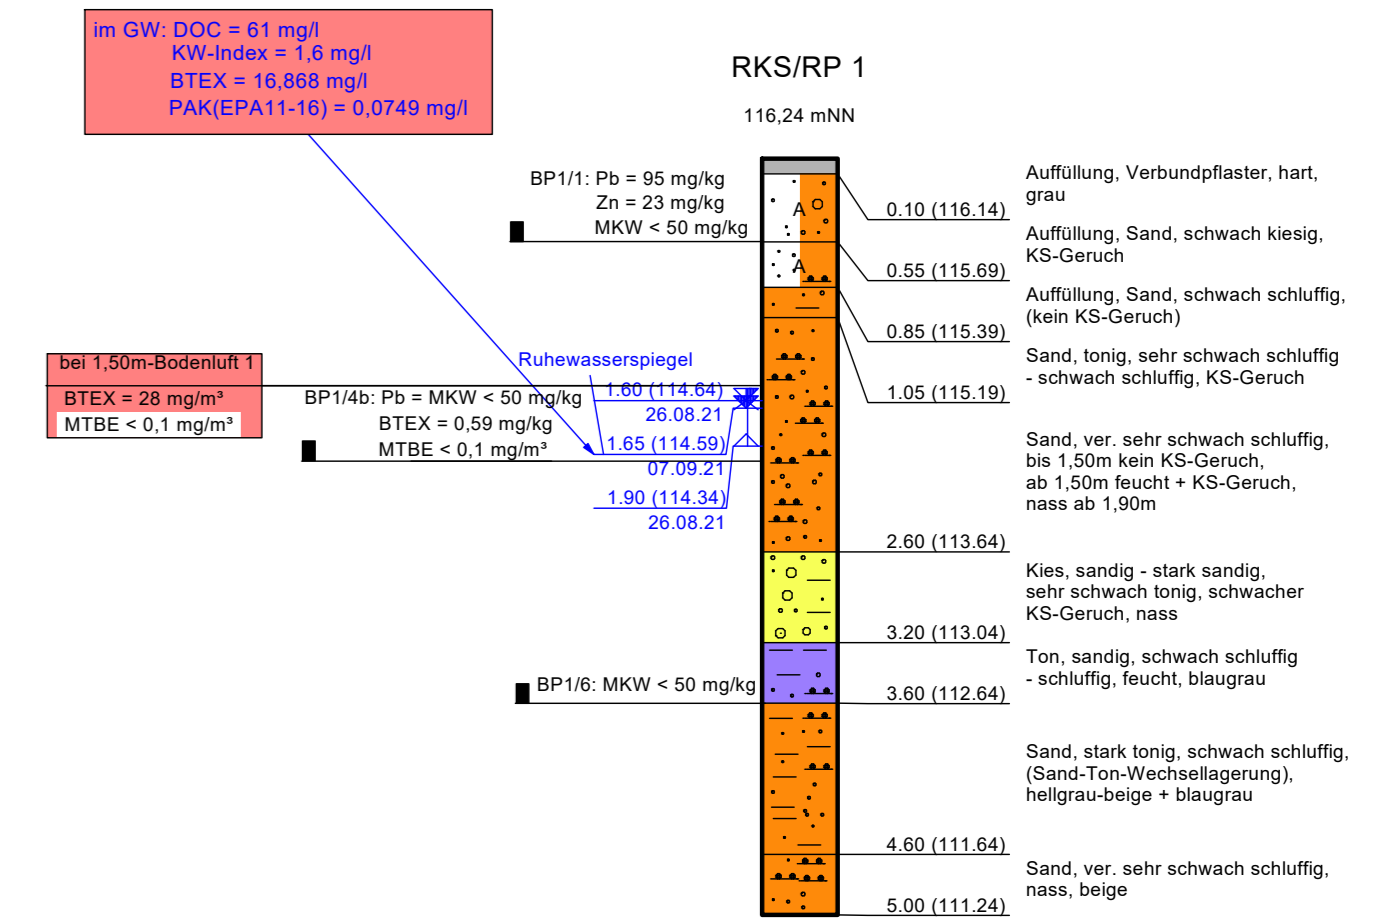 im GW: DOC = 61 mg/l
KW-Index = 1,6 mg/l
BTEX = 16,868 mg/l
PAK(EPA11-16) = 0,0749 mg/l
RKS/RP 1
116,24 mNN
BP1/1: Pb = 95 mg/kg
Zn = 23 mg/kg
MKW < 50 mg/kg
A
A
0.10 (116.14)
Auffüllung, Verbundpflaster, hart,
grau
0.55 (115.69)
Auffüllung, Sand, schwach kiesig,
KS-Geruch
0.85 (115.39)
Auffüllung, Sand, schwach schluffig,
(kein KS-Geruch)
1.05 (115.19)
Sand, tonig, sehr schwach schluffig
- schwach schluffig, KS-Geruch
bei 1,50m-Bodenluft 1
BTEX = 28 mg/m³
MTBE < 0,1 mg/m³
Ruhewasserspiegel
BP1/4b: Pb = MKW < 50 mg/kg
BTEX = 0,59 mg/kg
MTBE < 0,1 mg/m³
1.60 (114.64)
26.08.21
1.65 (114.59)
07.09.21
1.90 (114.34)
26.08.21
2.60 (113.64)
Sand, ver. sehr schwach schluffig,
bis 1,50m kein KS-Geruch,
ab 1,50m feucht + KS-Geruch,
nass ab 1,90m
3.20 (113.04)
Kies, sandig - stark sandig,
sehr schwach tonig, schwacher
KS-Geruch, nass
BP1/6: MKW < 50 mg/kg
3.60 (112.64)
Ton, sandig, schwach schluffig
- schluffig, feucht, blaugrau
4.60 (111.64)
Sand, stark tonig, schwach schluffig,
(Sand-Ton-Wechsellagerung),
hellgrau-beige + blaugrau
5.00 (111.24)
Sand, ver. sehr schwach schluffig,
nass, beige